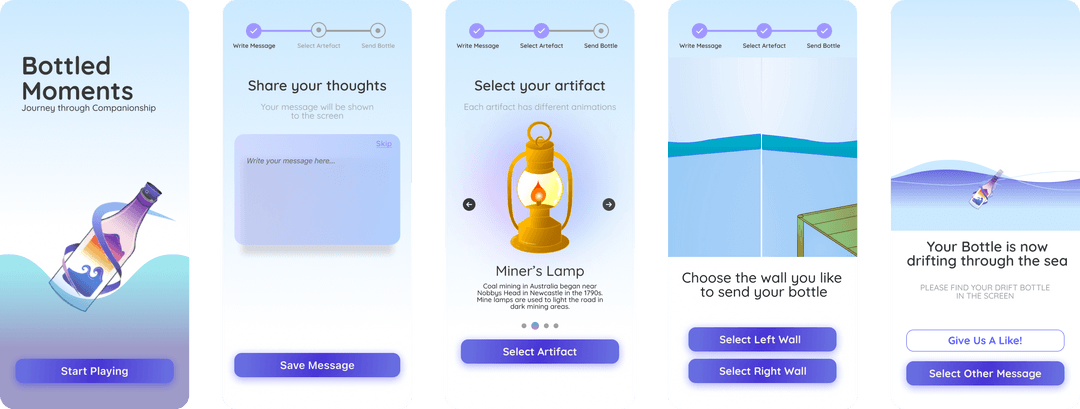 Bottled
Moments
Journey through Companionship
Start Playing
Write Message
Select Artefact
Send Bottle
Share your thoughts
Your message will be shown
to the screen
Skip
Write your message here...
Save Message
Write Message
Select Artefact
Send Bottle
Select your artifact
Each artifact has different animations
Miner's Lamp
Coal mining in Australia began near
Nobbys Head in Newcastle in the 1790s.
Mine lamps are used to light the road in
dark mining areas.
Select Artifact
Write Message
Select Artefact
Send Bottle
Choose the wall you like
to send your bottle
Select Left Wall
Select Right Wall
Your Bottle is now
drifting through the sea
PLEASE FIND YOUR DRIFT BOTTLE
IN THE SCREEN
Give Us A Like!
Select Other Message